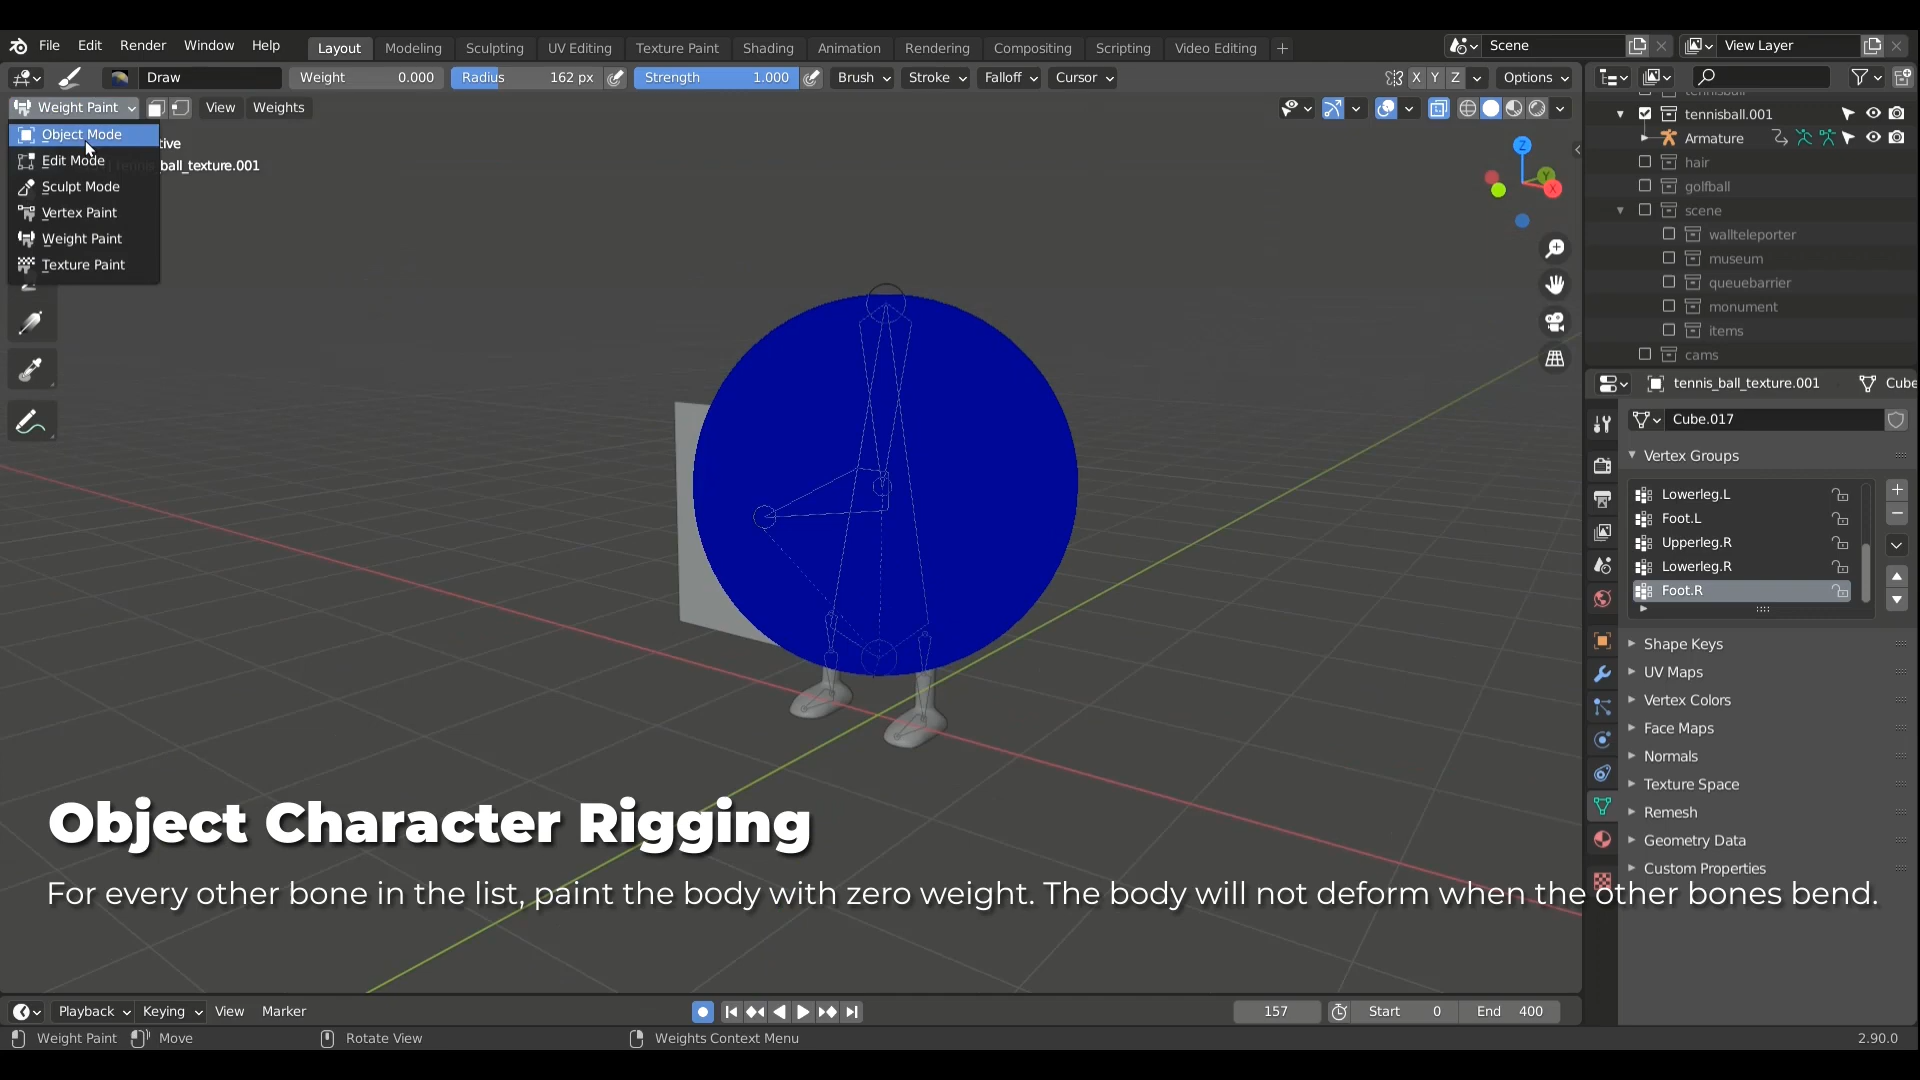 File Edit Render Window Help
Layout Modeling Sculpting UV Editing Texture Paint Shading Animation Rendering Compositing Scripting Video Editing +
Scene
View Layer
Draw
Weight 0.000
Radius 162 px
Strength 1.000
Brush Stroke Falloff Cursor
X Y Z Options
Weight Paint
View Weights
Object Mode
Edit Mode
Sculpt Mode
Vertex Paint
Weight Paint
Texture Paint
tive
ball_texture.001
Z
Y
X
tennisball.001
Armature
hair
golfball
scene
wallteleporter
museum
queuebarrier
monument
items
cams
tennis_ball_texture.001 Cube
Cube.017
Vertex Groups
Lowerleg.L
Foot.L
Upperleg.R
Lowerleg.R
Foot.R
Shape Keys
UV Maps
Vertex Colors
Face Maps
Normals
Texture Space
Remesh
Geometry Data
Custom Properties
Object Character Rigging
For every other bone in the list, paint the body with zero weight. The body will not deform when the other bones bend.
Playback Keying View Marker
157
Start 0
End 400
Weight Paint Move Rotate View Weights Context Menu 2.90.0